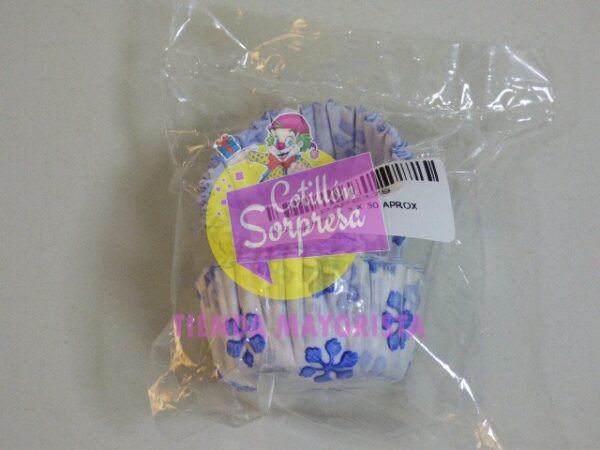 Cotillón
Sorpresa
X 50 APROX
TIENDA MAYORISTA